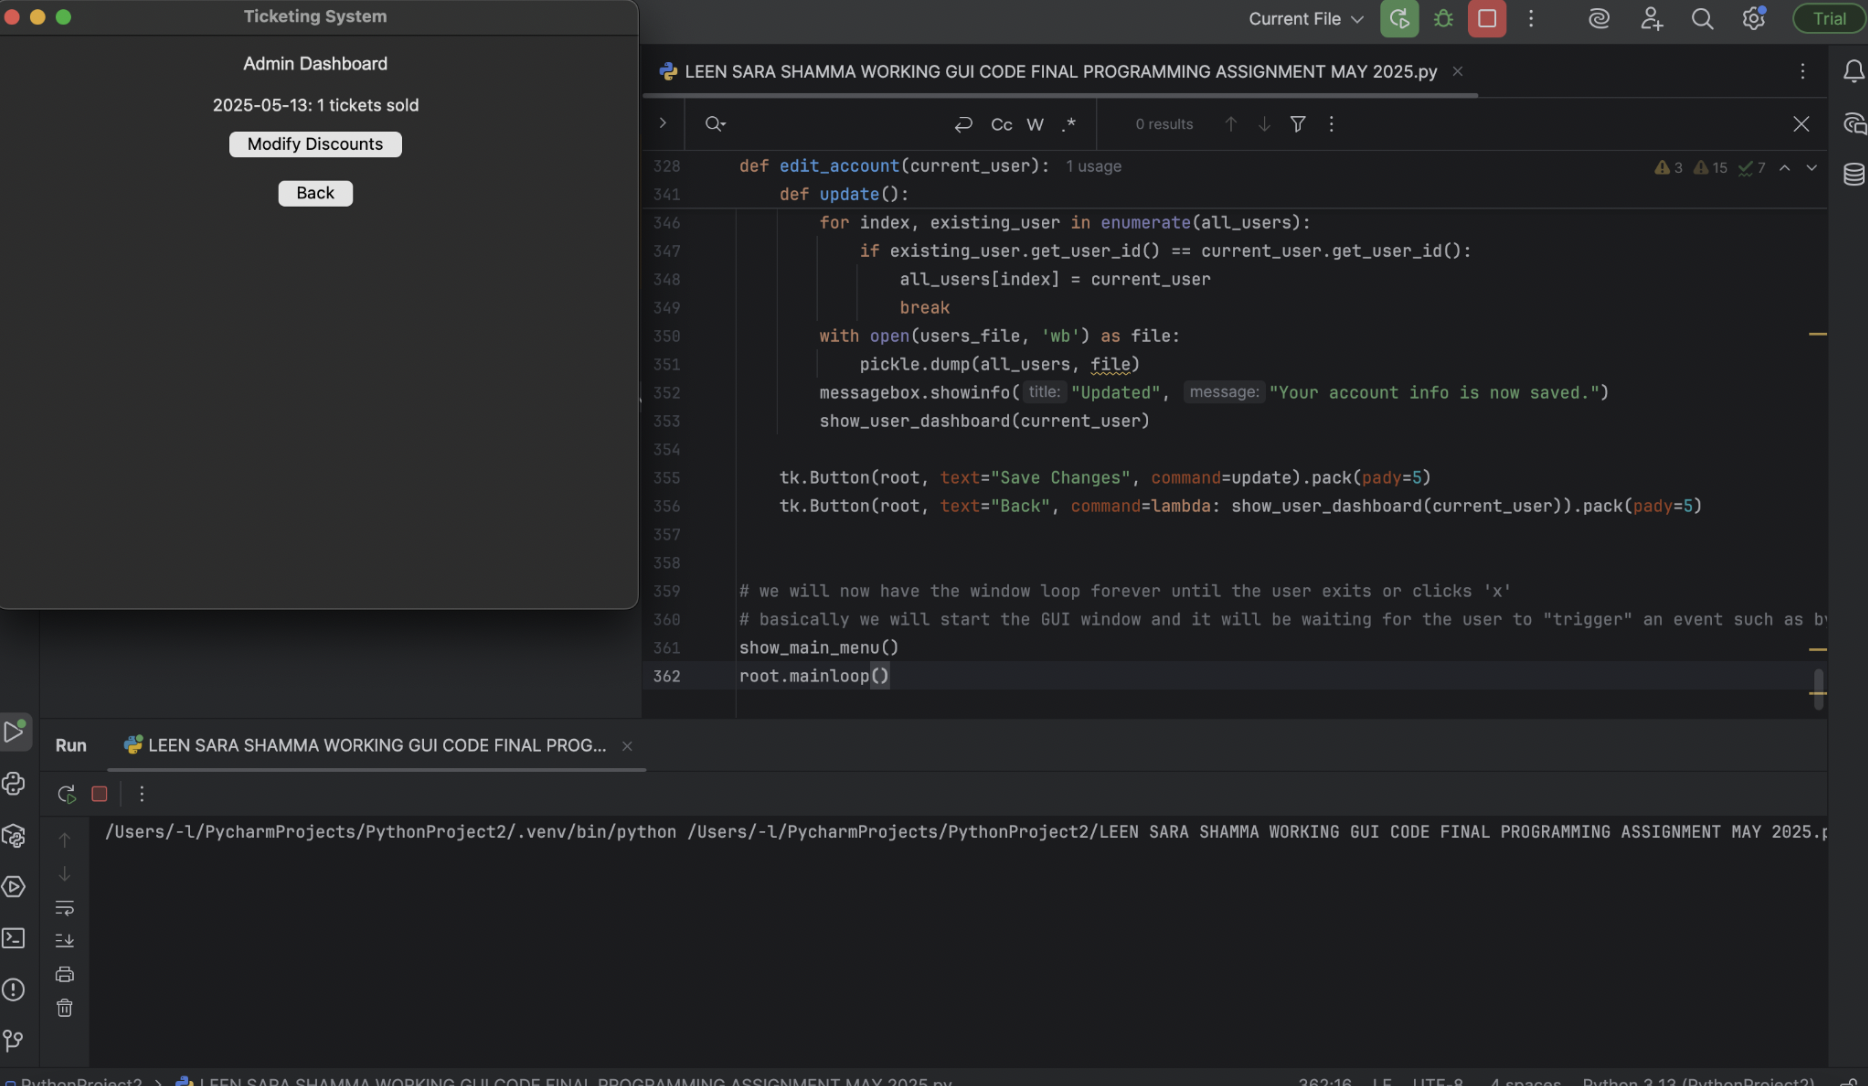 Ticketing System
Admin Dashboard
2025-05-13: 1 tickets sold
Modify Discounts
Back
Current File
Trial
LEEN SARA SHAMMA WORKING GUI CODE FINAL PROGRAMMING ASSIGNMENT MAY 2025.py
Cc W .* 0 results
328 def edit_account(current_user): 1 usage
3 15 7
341 def update():
346 for index, existing_user in enumerate(all_users):
347 if existing_user.get_user_id() == current_user.get_user_id():
348 all_users[index] = current_user
349 break
350 with open(users_file, 'wb') as file:
351 pickle.dump(all_users, file)
352 messagebox.showinfo( title: "Updated", message: "Your account info is now saved.")
353 show_user_dashboard(current_user)
354
355 tk.Button(root, text="Save Changes", command=update).pack(pady=5)
356 tk.Button(root, text="Back", command=lambda: show_user_dashboard(current_user)).pack(pady=5)
357
358
359 # we will now have the window loop forever until the user exits or clicks 'x'
360 # basically we will start the GUI window and it will be waiting for the user to "trigger" an event such as
361 show_main_menu()
362 root.mainloop()
Run LEEN SARA SHAMMA WORKING GUI CODE FINAL PROG...
/Users/-l/PycharmProjects/PythonProject2/.venv/bin/python /Users/-l/PycharmProjects/PythonProject2/LEEN SARA SHAMMA WORKING GUI CODE FINAL PROGRAMMING ASSIGNMENT MAY 2025.p
PythonProject2 > LEEN SARA SHAMMA WORKING GUI CODE FINAL PROGRAMMING ASSIGNMENT MAY 2025.py 362:16 LF UTF-8 4 spaces Python 3.13 (PythonProject2)